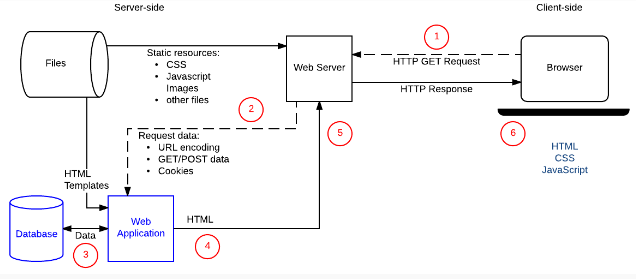 Server-side
Client-side
Files
Static resources:
• CSS
• Javascript
Images
• other files
Web Server
1
HTTP GET Request
HTTP Response
Browser
2
Request data:
• URL encoding
• GET/POST data
• Cookies
5
6
HTML
CSS
JavaScript
HTML
Templates
Database
Data
3
Web
Application
HTML
4